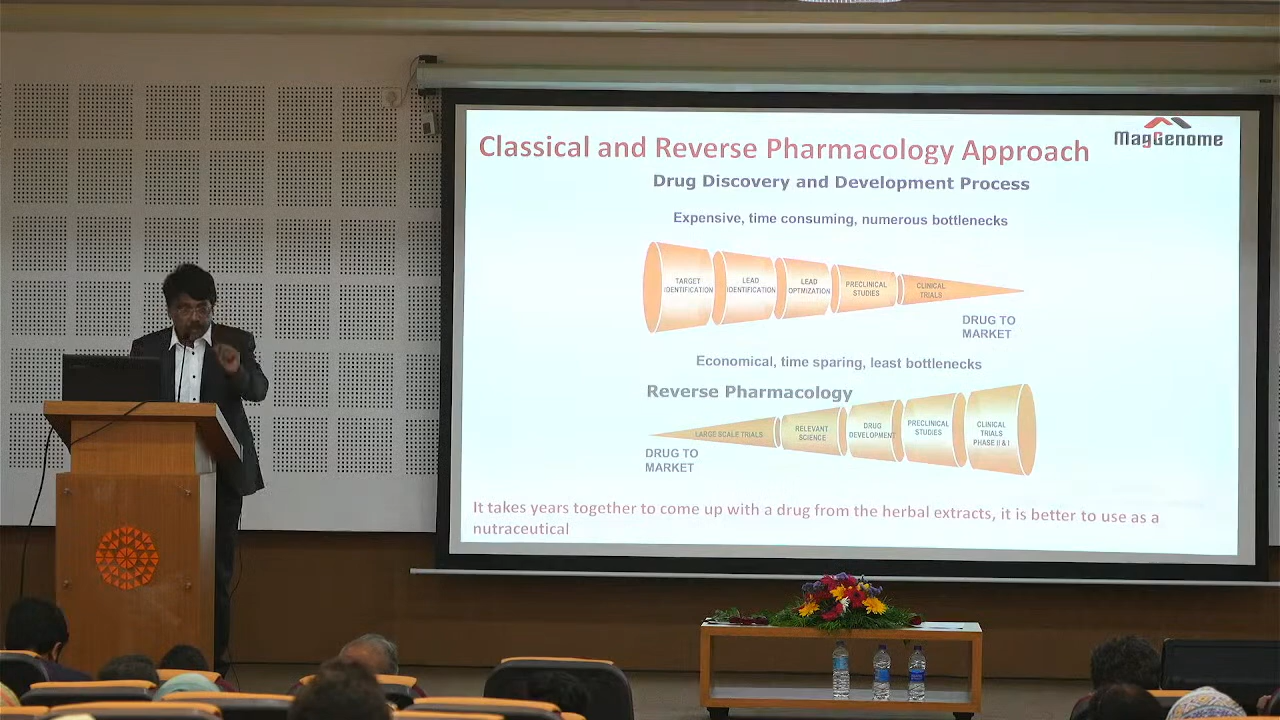 Classical and Reverse Pharmacology Approach
MagGenome
Drug Discovery and Development Process
Expensive, time consuming, numerous bottlenecks
TARGET
IDENTIFICATION
LEAD
IDENTIFICATION
LEAD
OPTMIZATION
PRECLINICAL
STUDIES
CLINICAL
TRIALS
DRUG TO
MARKET
Economical, time sparing, least bottlenecks
Reverse Pharmacology
LARGE SCALE TRIALS
RELEVANT
SCIENCE
DRUG
DEVELOPMENT
PRECLINICAL
STUDIES
CLINICAL
TRIALS
PHASE II & I
DRUG TO
MARKET
It takes years together to come up with a drug from the herbal extracts, it is better to use as a
nutraceutical